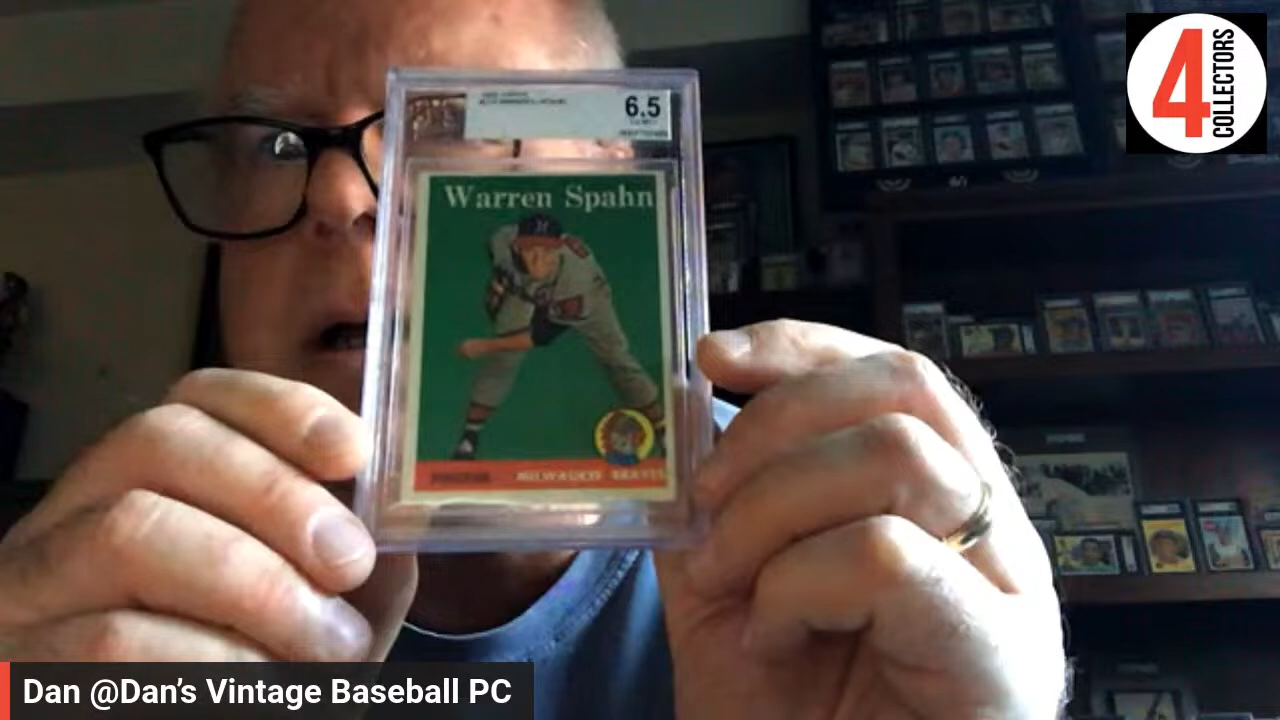 4
COLLECTORS
6.5
Warren Spahn
MILWAUKEE BRAVES
Dan @Dan's Vintage Baseball PC